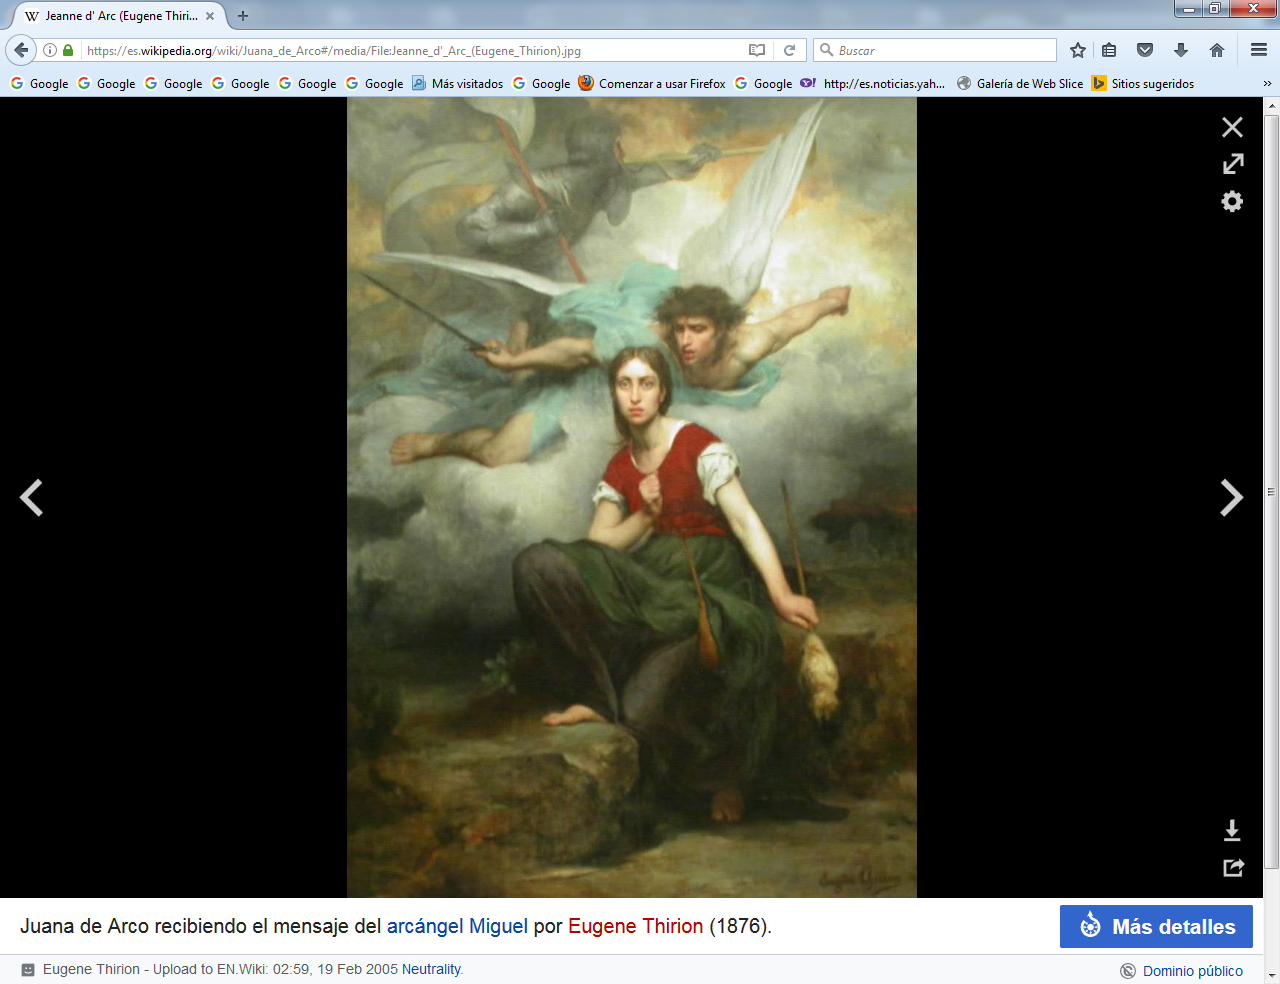 Jeanne d' Arc (Eugene Thiri...
https://es.wikipedia.org/wiki/Juana_de_Arco#/media/File:Jeanne_d'_Arc_(Eugene_Thirion).jpg
Buscar
Google Google Google Google Google Google Más visitados Google Comenzar a usar Firefox Google http://es.noticias.yah... Galería de Web Slice Sitios sugeridos
Juana de Arco recibiendo el mensaje del arcángel Miguel por Eugene Thirion (1876).
Más detalles
Eugene Thirion - Upload to EN.Wiki: 02:59, 19 Feb 2005 Neutrality.
Dominio público